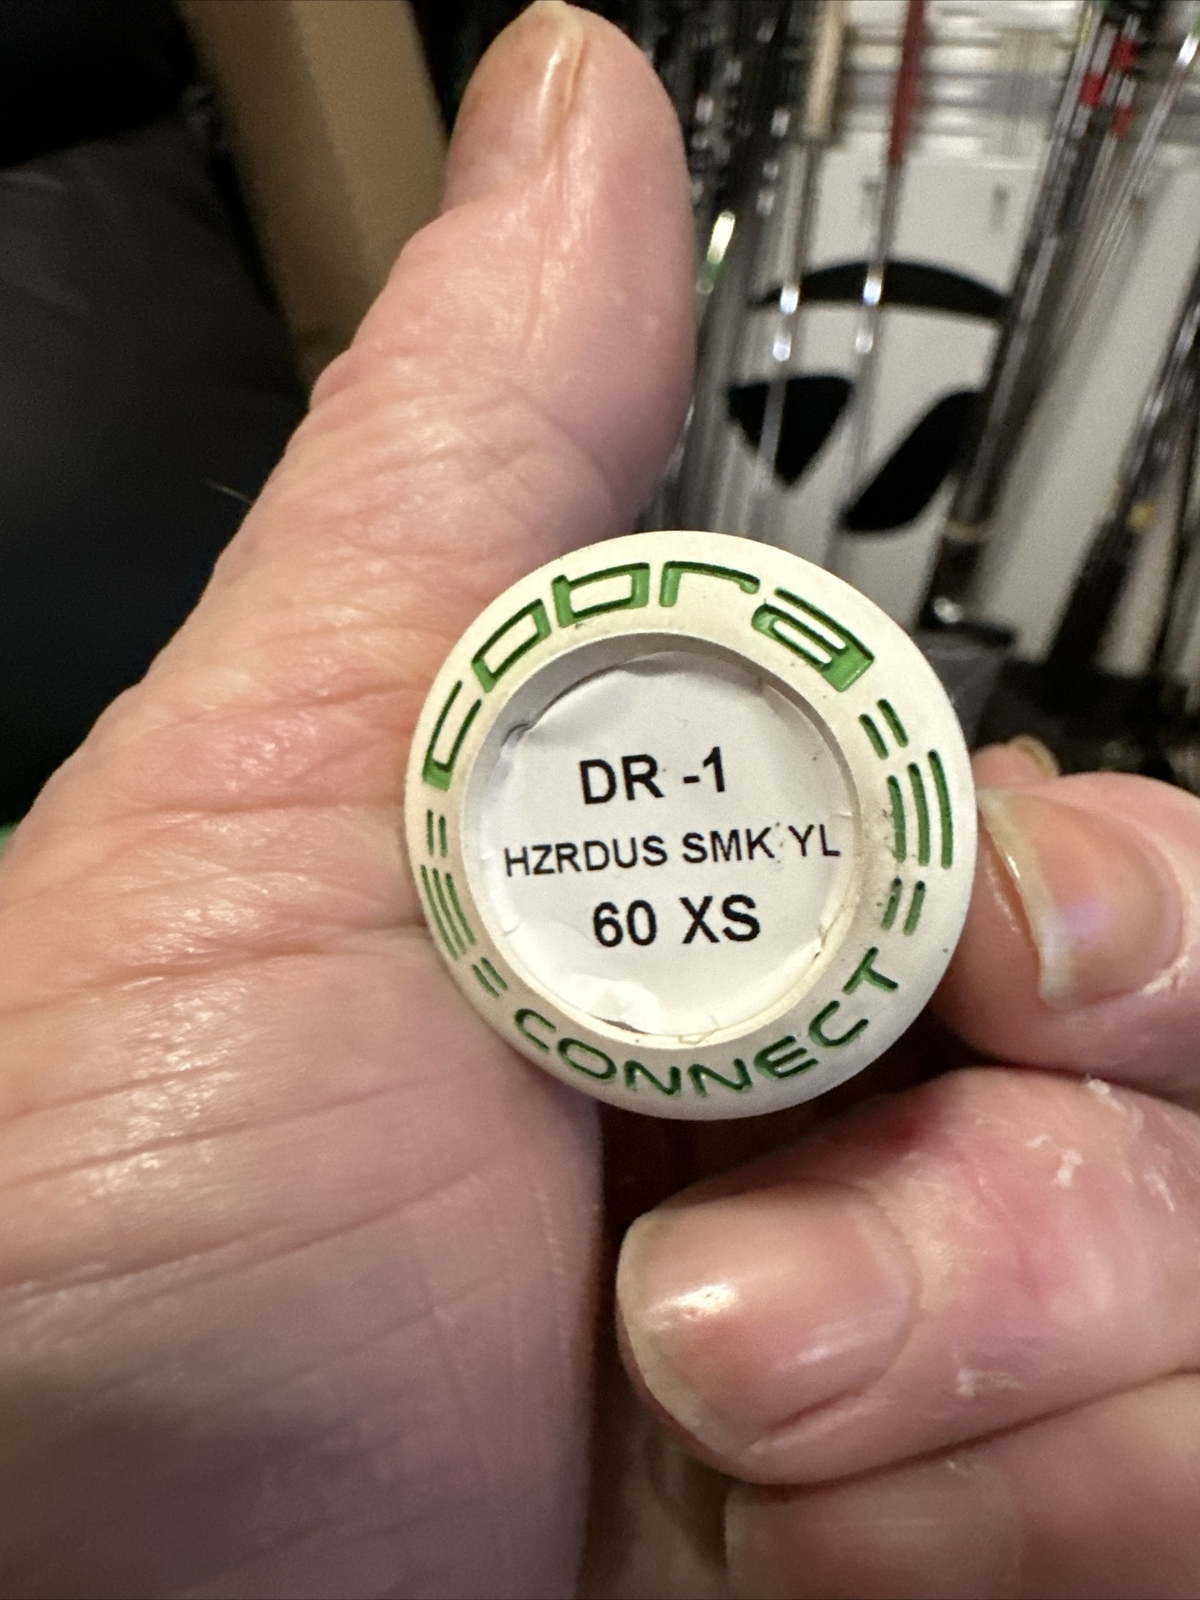 cobra
DR -1
HZRDUS SMK YL
60 XS
CONNECT